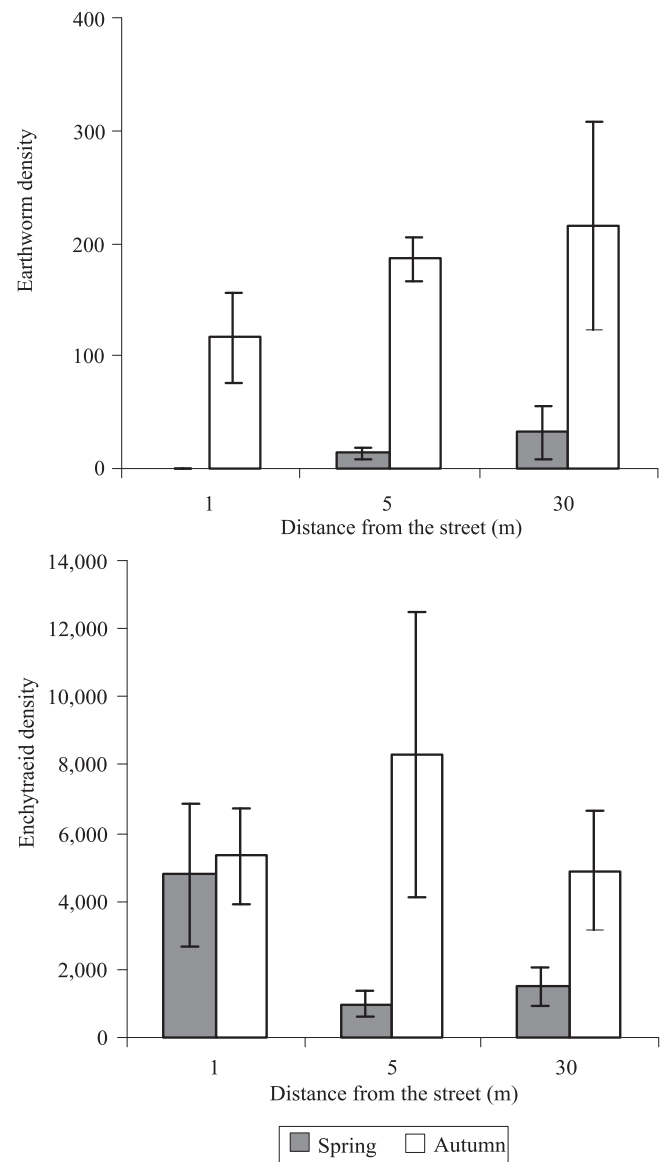 400
300
200
100
0
Earthworm density
1 5 30
Distance from the street (m)
14,000
12,000
10,000
8,000
6,000
4,000
2,000
0
Enchytraeid density
1 5 30
Distance from the street (m)
Spring Autumn